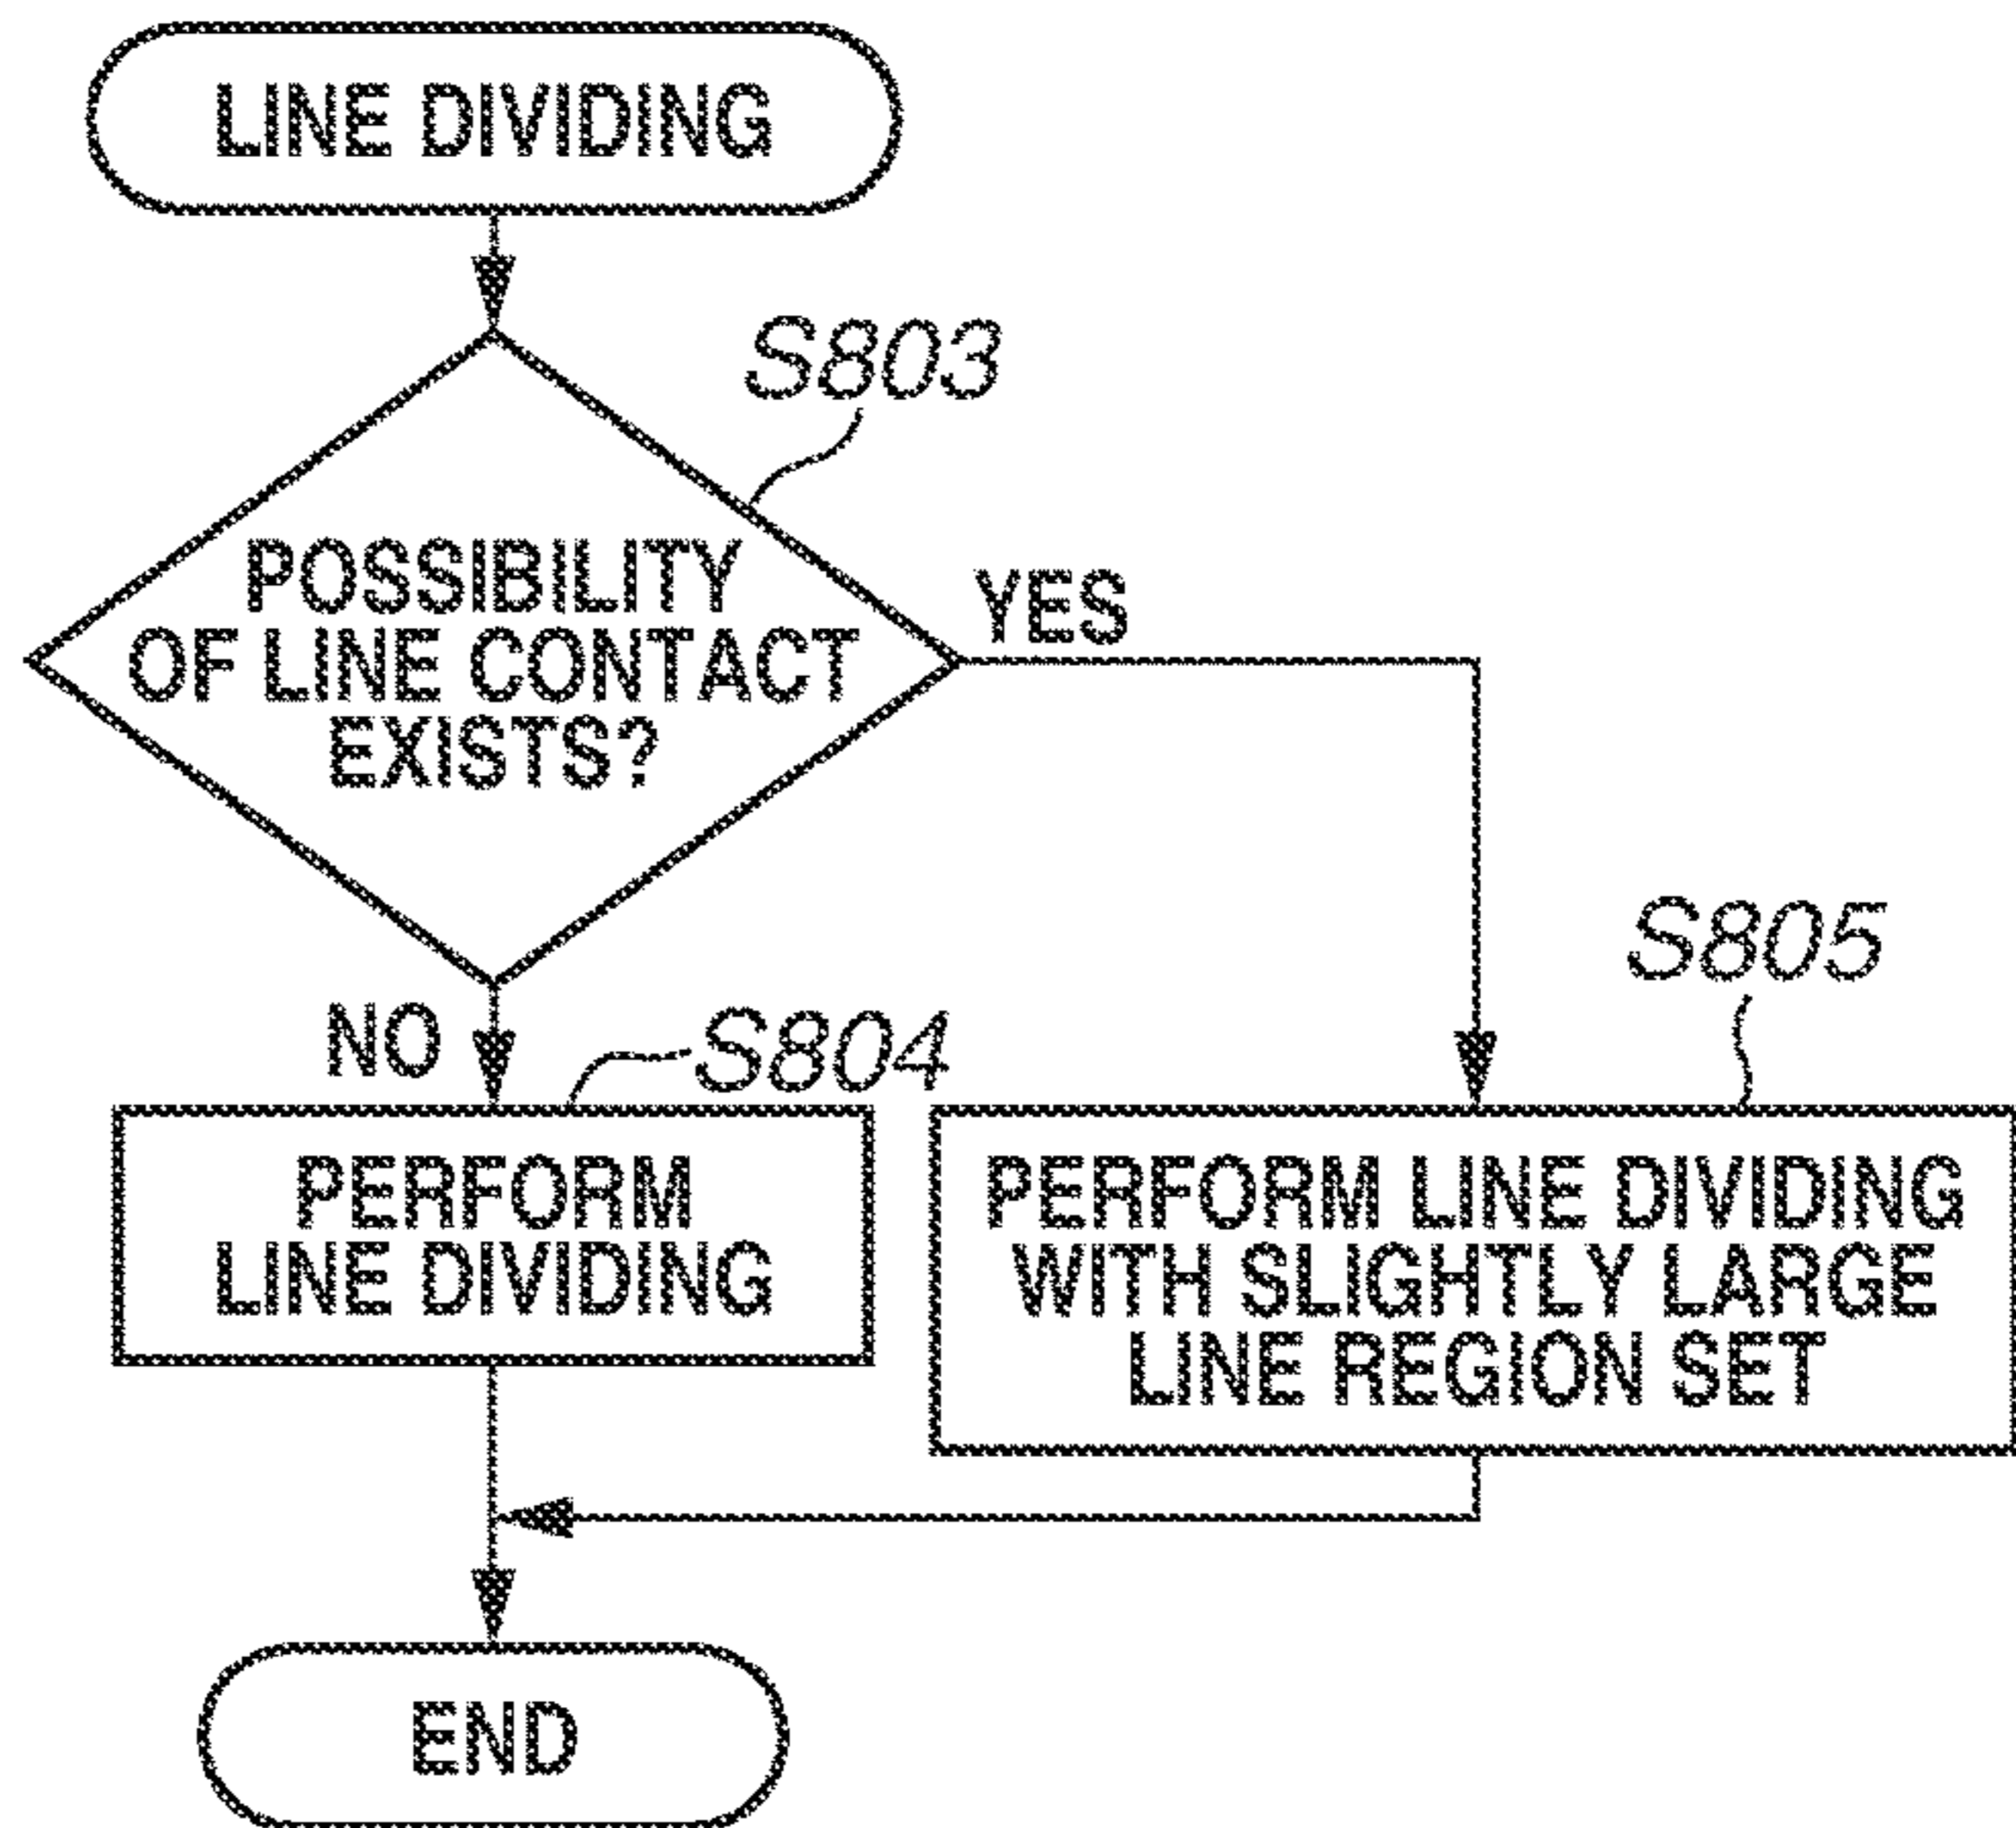 LINE DIVIDING
S803
POSSIBILITY
OF LINE CONTACT
EXISTS?
YES
NO
S804
S805
PERFORM
LINE DIVIDING
PERFORM LINE DIVIDING
WITH SLIGHTLY LARGE
LINE REGION SET
END